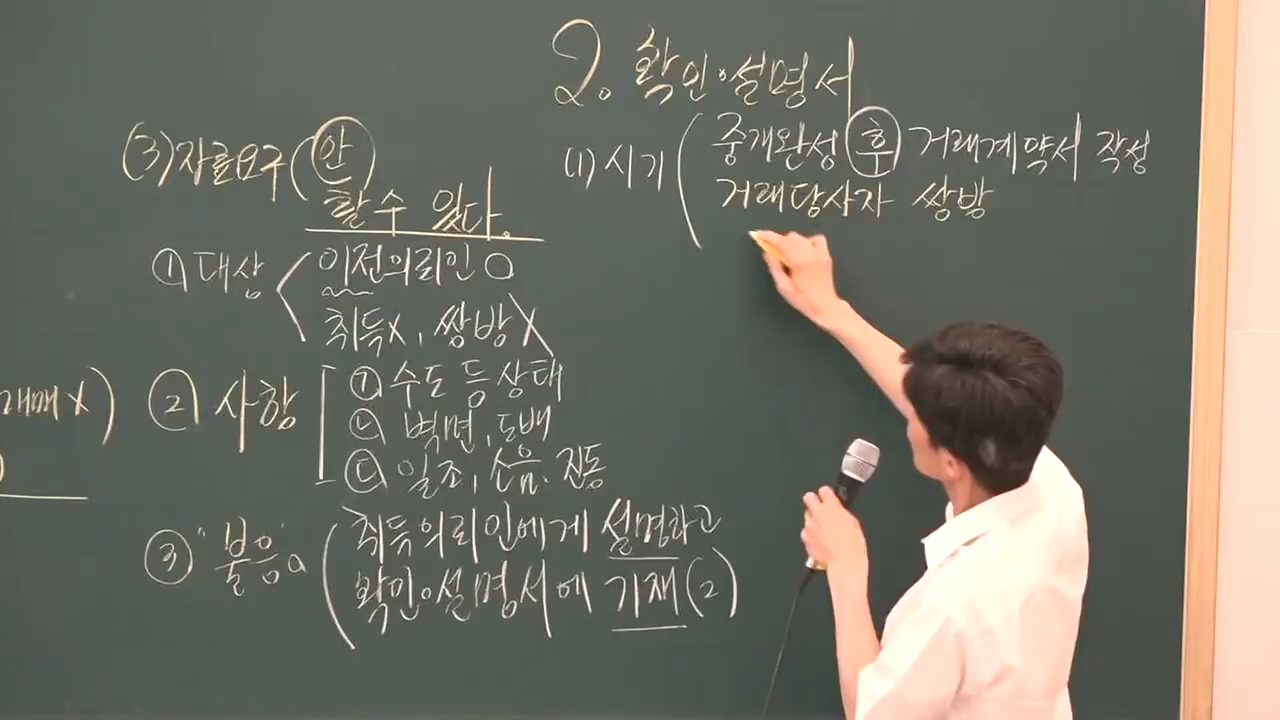 (3) 자료요구 (안
할 수 있다.
① 대상 < 이전의뢰인 O
취득X, 쌍방X
매매 X)
② 사항 [ ㉠ 수도 등 상태
㉡ 벽면, 도배
㉢ 일조, 소음, 진동
③ "불응" (취득의뢰인에게 설명하고
확인·설명서에 기재(2)
2. 확인·설명서
(1) 시기 (중개완성 후 거래계약서 작성
거래당사자 쌍방